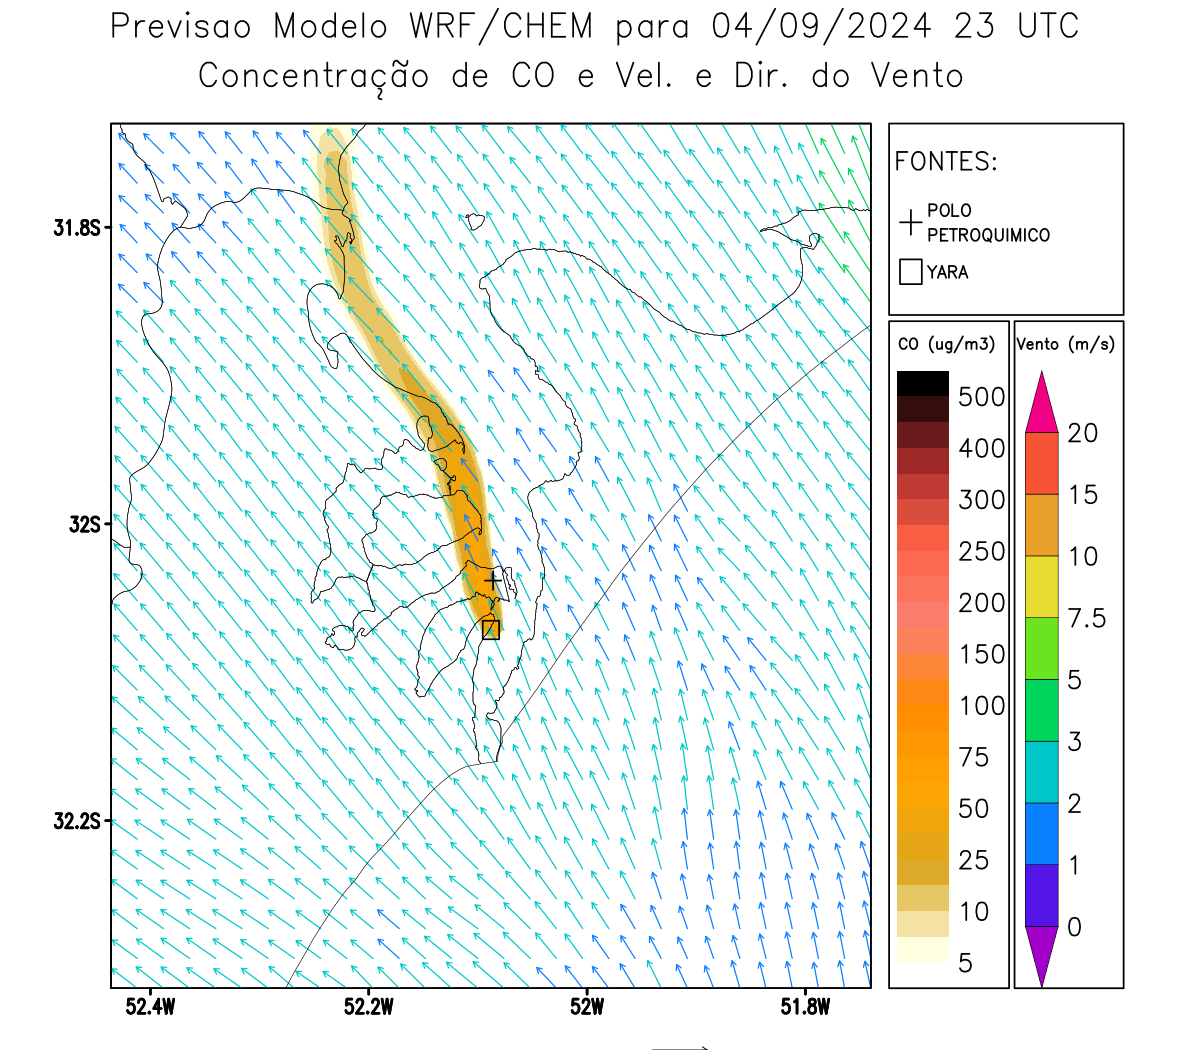 Previsao Modelo WRF/CHEM para 04/09/2024 23 UTC
Concentração de CO e Vel. e Dir. do Vento
FONTES:
POLO
PETROQUIMICO
YARA
CO (ug/m3)
500
400
300
250
200
150
100
75
50
25
10
5
Vento (m/s)
20
15
10
7.5
5
3
2
1
0
31.8S
32S
32.2S
52.4W
52.2W
52W
51.8W